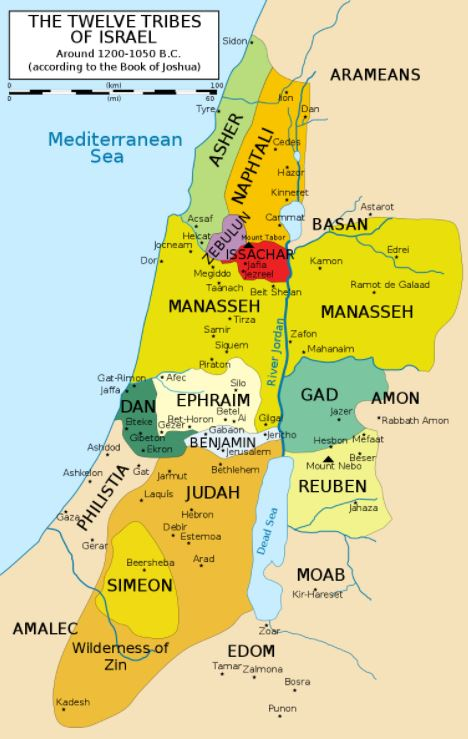 THE TWELVE TRIBES
OF ISRAEL
Around 1200-1050 B.C.
(according to the Book of Joshua)
0 (km) 100
0 (mi) 60
Sidon
ARAMEANS
Ijon
Tyre
Dan
Mediterranean
Sea
ASHER
NAPHTALI
Cedes
Hazor
Kinneret
Astarot
Acsaf
Cammat
BASAN
Helcat
ZEBULUN
Mount Tabor
Jocneam
ISSACHAR
Edrei
Dor
Jafia
Kamon
Megiddo
Jezreel
Taanach
Beit Shelan
Ramot de Galaad
MANASSEH
MANASSEH
Tirza
River Jordan
Samir
Zafon
Siquem
Mahanaim
Piraton
Gat-Rimon
Afec
Jaffa
Silo
EPHRAIM
GAD
AMON
DAN
Betel
Jazer
Elteke
Bet-Horon
Ai
Gilgal
Rabbath Amon
Gezer
Gabaon
Gibeton
BENJAMIN
Jericho
Hesbon
Mefaat
Ashdod
Ekron
Jerusalem
Beser
Gat
Bethlehem
Mount Nebo
Ashkelon
Jarmut
PHILISTIA
JUDAH
REUBEN
Laquis
Gaza
Hebron
Jahaza
Dead Sea
Debir
Estemoa
Gerar
Beersheba
Arad
MOAB
SIMEON
Kir-Hareset
AMALEC
Zoar
Wilderness of
Zin
EDOM
Tamar
Zalmona
Bosra
Kadesh
Punon